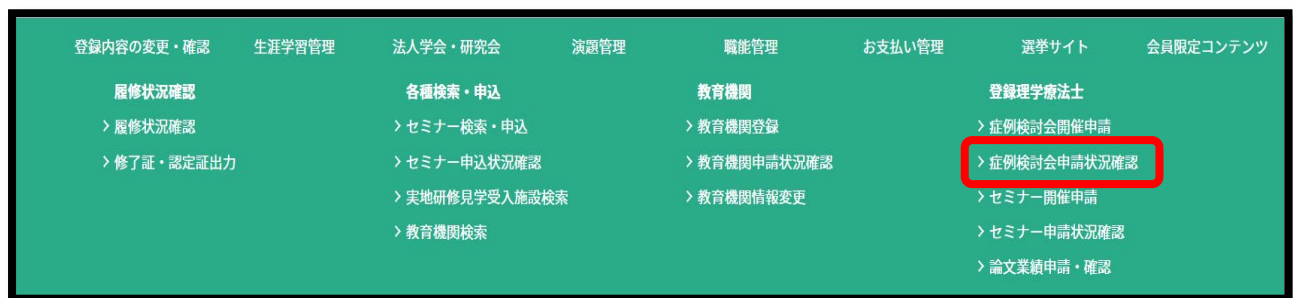 登録内容の変更・確認 生涯学習管理 法人学会・研究会 演題管理 職能管理 お支払い管理 選挙サイト 会員限定コンテンツ
履修状況確認 各種検索・申込 教育機関 登録理学療法士
> 履修状況確認 > セミナー検索・申込 > 教育機関登録 > 症例検討会開催申請
> 修了証・認定証出力 > セミナー申込状況確認 > 教育機関申請状況確認 > 症例検討会申請状況確認
> 実地研修見学受入施設検索 > 教育機関情報変更 > セミナー開催申請
> 教育機関検索 > セミナー申請状況確認
> 論文業績申請・確認